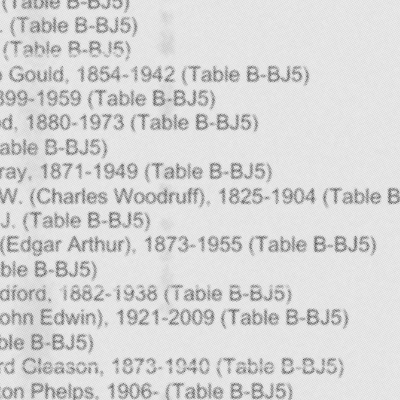 (Table B-BJ5)
. (Table B-BJ5)
(Table B-BJ5)
Gould, 1854-1942 (Table B-BJ5)
899-1959 (Table B-BJ5)
d, 1880-1973 (Table B-BJ5)
able B-BJ5)
ray, 1871-1949 (Table B-BJ5)
W. (Charles Woodruff), 1825-1904 (Table B
J. (Table B-BJ5)
(Edgar Arthur), 1873-1955 (Table B-BJ5)
ble B-BJ5)
dford, 1882-1938 (Table B-BJ5)
ohn Edwin), 1921-2009 (Table B-BJ5)
ble B-BJ5)
rd Gleason, 1873-1940 (Table B-BJ5)
ton Phelps, 1906- (Table B-BJ5)